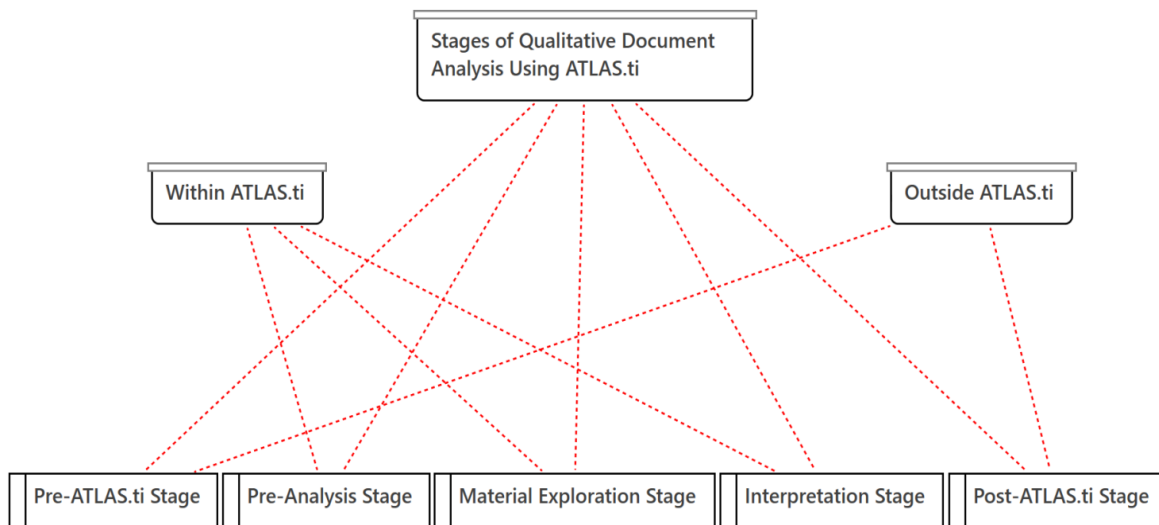 Stages of Qualitative Document
Analysis Using ATLAS.ti
Within ATLAS.ti
Outside ATLAS.ti
Pre-ATLAS.ti Stage
Pre-Analysis Stage
Material Exploration Stage
Interpretation Stage
Post-ATLAS.ti Stage